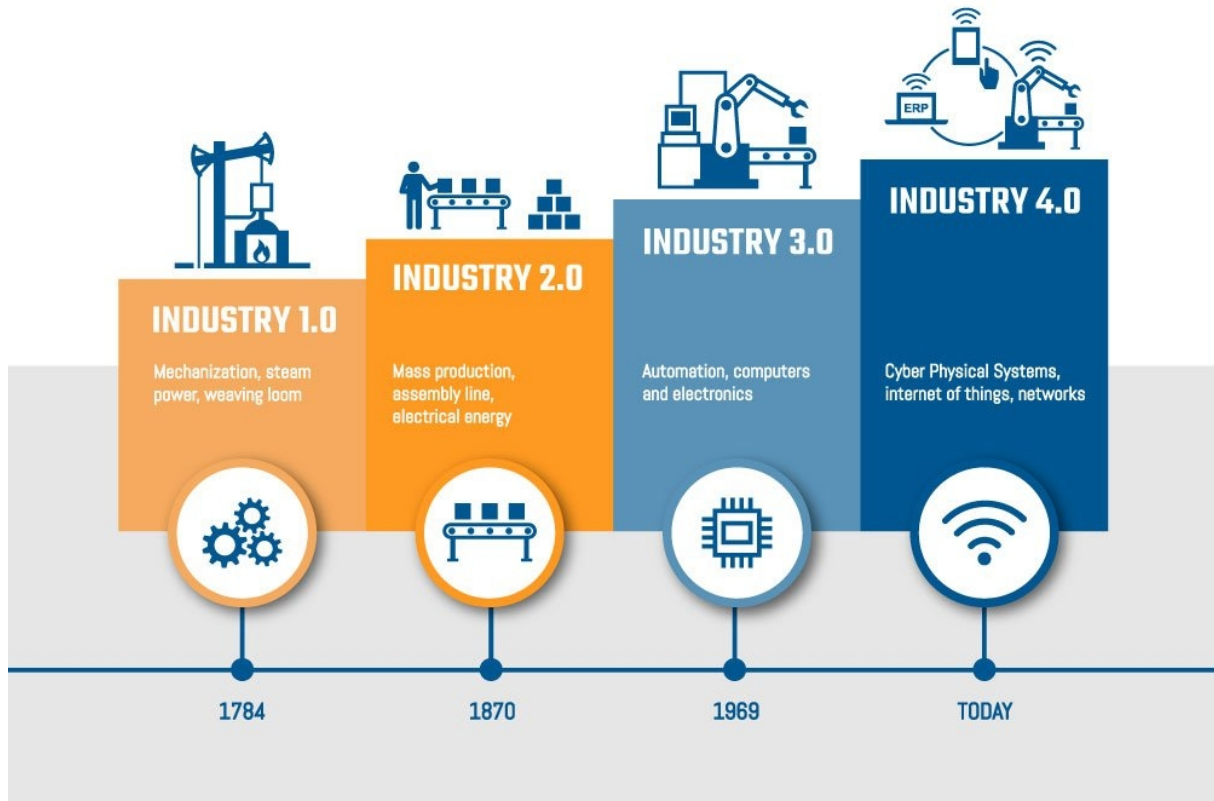 ERP
INDUSTRY 1.0
Mechanization, steam
power, weaving loom
INDUSTRY 2.0
Mass production,
assembly line,
electrical energy
INDUSTRY 3.0
Automation, computers
and electronics
INDUSTRY 4.0
Cyber Physical Systems,
internet of things, networks
1784
1870
1969
TODAY